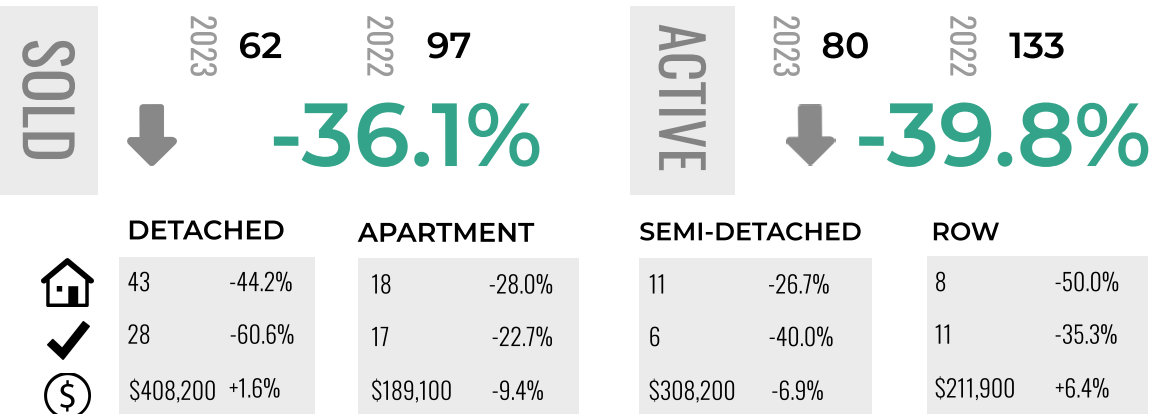 SOLD
2023 62 2022 97
-36.1%
ACTIVE
2023 80 2022 133
-39.8%
DETACHED
43 -44.2%
28 -60.6%
$408,200 +1.6%
APARTMENT
18 -28.0%
17 -22.7%
$189,100 -9.4%
SEMI-DETACHED
11 -26.7%
6 -40.0%
$308,200 -6.9%
ROW
8 -50.0%
11 -35.3%
$211,900 +6.4%
$